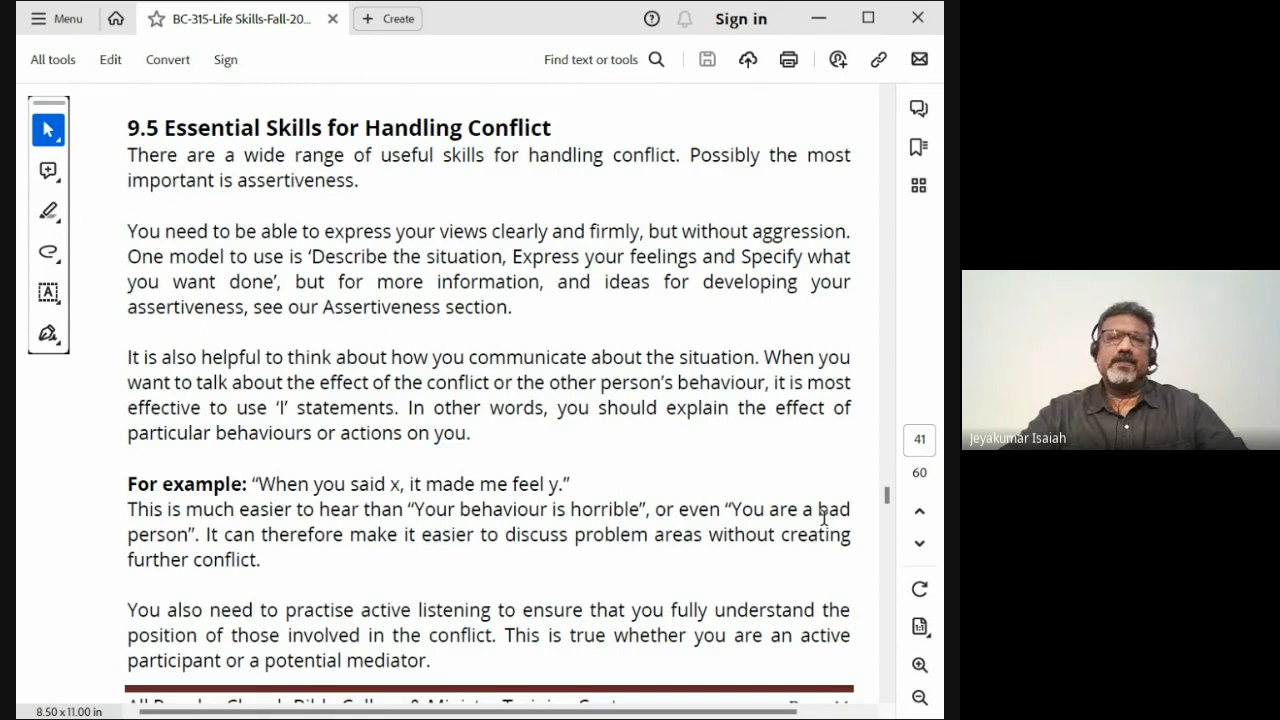 Menu
BC-315-Life Skills-Fall-20...
Create
Sign in
All tools
Edit
Convert
Sign
Find text or tools
9.5 Essential Skills for Handling Conflict
There are a wide range of useful skills for handling conflict. Possibly the most
important is assertiveness.
You need to be able to express your views clearly and firmly, but without aggression.
One model to use is ‘Describe the situation, Express your feelings and Specify what
you want done’, but for more information, and ideas for developing your
assertiveness, see our Assertiveness section.
It is also helpful to think about how you communicate about the situation. When you
want to talk about the effect of the conflict or the other person’s behaviour, it is most
effective to use ‘I’ statements. In other words, you should explain the effect of
particular behaviours or actions on you.
For example: “When you said x, it made me feel y.”
This is much easier to hear than “Your behaviour is horrible”, or even “You are a bad
person”. It can therefore make it easier to discuss problem areas without creating
further conflict.
You also need to practise active listening to ensure that you fully understand the
position of those involved in the conflict. This is true whether you are an active
participant or a potential mediator.
8.50 x 11.00 in
41
60
Jeyakumar Isaiah